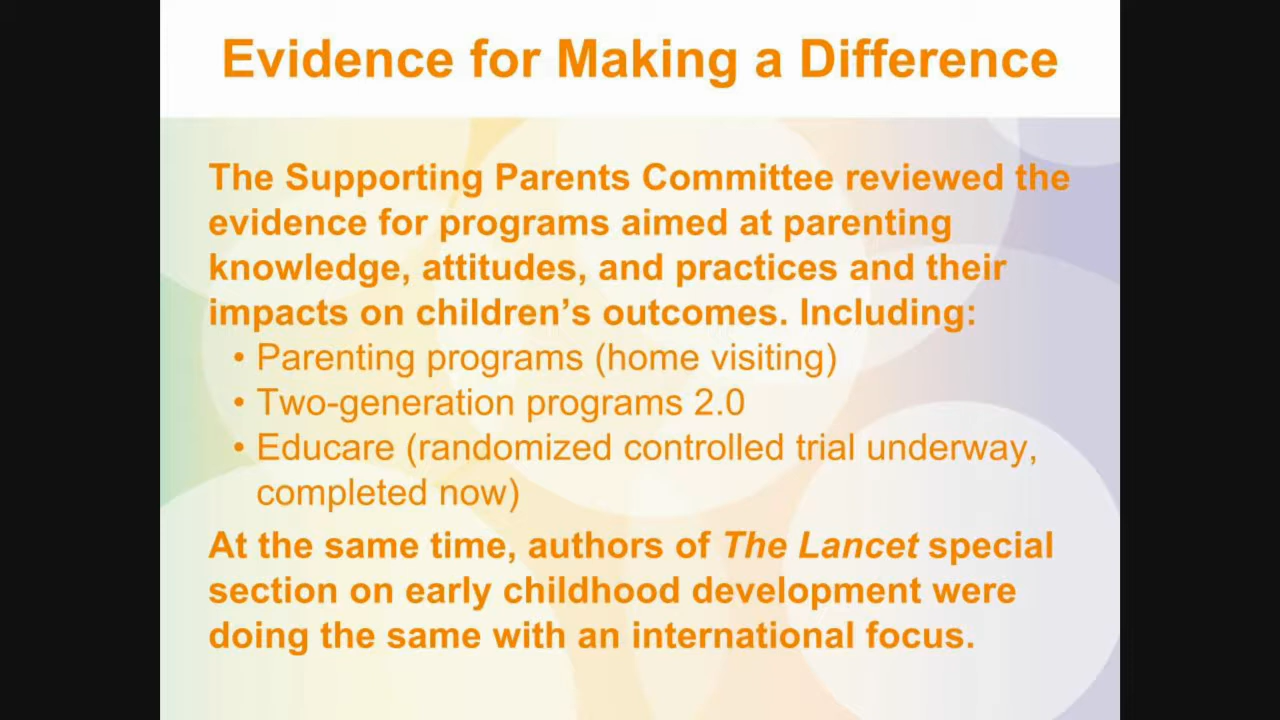 Evidence for Making a Difference
The Supporting Parents Committee reviewed the
evidence for programs aimed at parenting
knowledge, attitudes, and practices and their
impacts on children’s outcomes. Including:
• Parenting programs (home visiting)
• Two-generation programs 2.0
• Educare (randomized controlled trial underway,
completed now)
At the same time, authors of The Lancet special
section on early childhood development were
doing the same with an international focus.